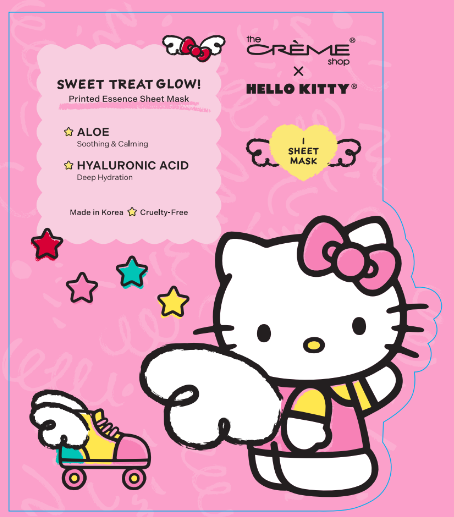 the
CRÈME®
shop
×
HELLO KITTY®
SWEET TREAT GLOW!
Printed Essence Sheet Mask
ALOE
Soothing & Calming
HYALURONIC ACID
Deep Hydration
Made in Korea ☆ Cruelty-Free
1
SHEET
MASK